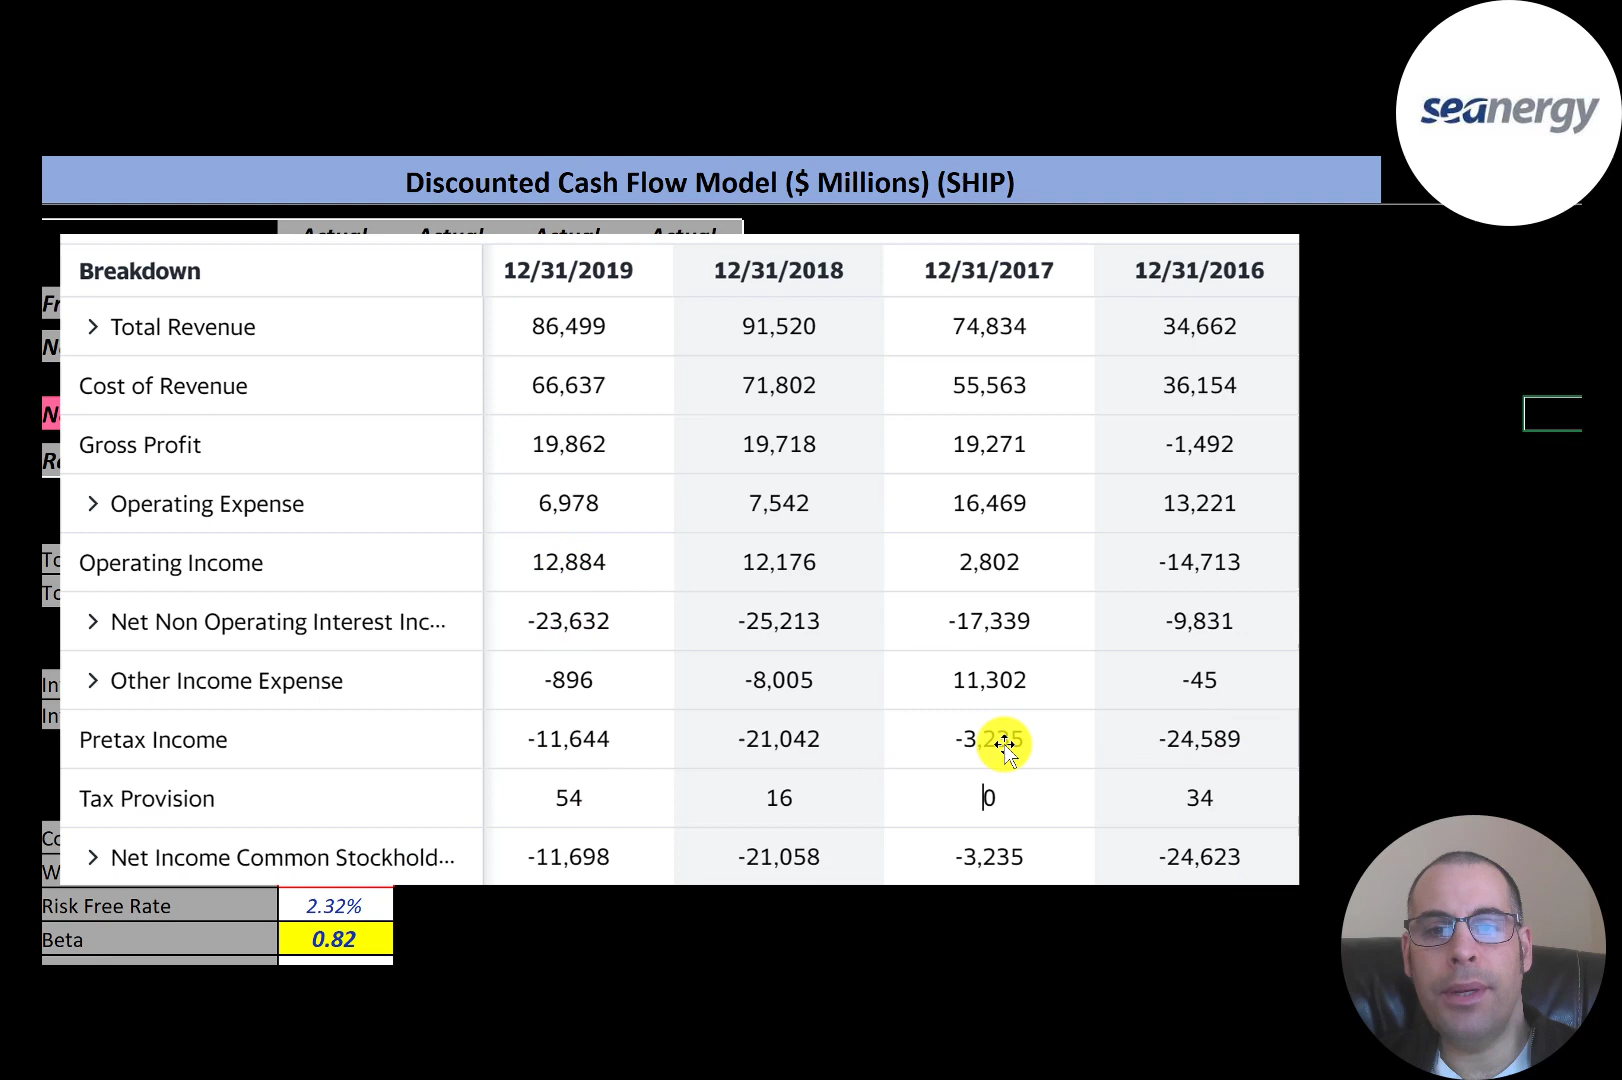 seanergy
Discounted Cash Flow Model ($ Millions) (SHIP)
Actual Actual Actual Actual
Breakdown 12/31/2019 12/31/2018 12/31/2017 12/31/2016
Total Revenue 86,499 91,520 74,834 34,662
Cost of Revenue 66,637 71,802 55,563 36,154
Gross Profit 19,862 19,718 19,271 -1,492
Operating Expense 6,978 7,542 16,469 13,221
Operating Income 12,884 12,176 2,802 -14,713
Net Non Operating Interest Inc... -23,632 -25,213 -17,339 -9,831
Other Income Expense -896 -8,005 11,302 -45
Pretax Income -11,644 -21,042 -3,235 -24,589
Tax Provision 54 16 0 34
Net Income Common Stockhold... -11,698 -21,058 -3,235 -24,623
Risk Free Rate 2.32%
Beta 0.82